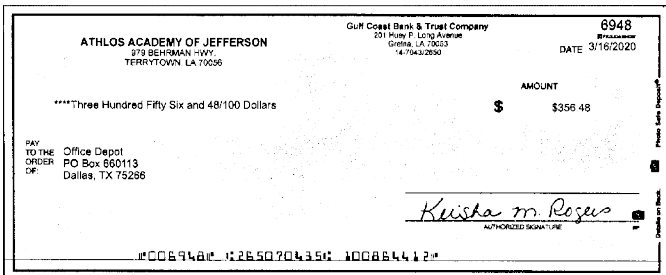 6948
Gulf Coast Bank & Trust Company
201 Huey P. Long Avenue
Gretna, LA 70053
14-7043/2650
ATHLOS ACADEMY OF JEFFERSON
979 BEHRMAN HWY.
TERRYTOWN, LA 70056
DATE 3/16/2020
AMOUNT
****Three Hundred Fifty Six and 48/100 Dollars
$ $356.48
PAY
TO THE
ORDER
OF:
Office Depot
PO Box 660113
Dallas, TX 75266
Keisha M. Rogers
AUTHORIZED SIGNATURE
Photo Safe Deposit®
Details on Back.
⑈006948⑈ ⑆265070435⑆ 100864412⑈